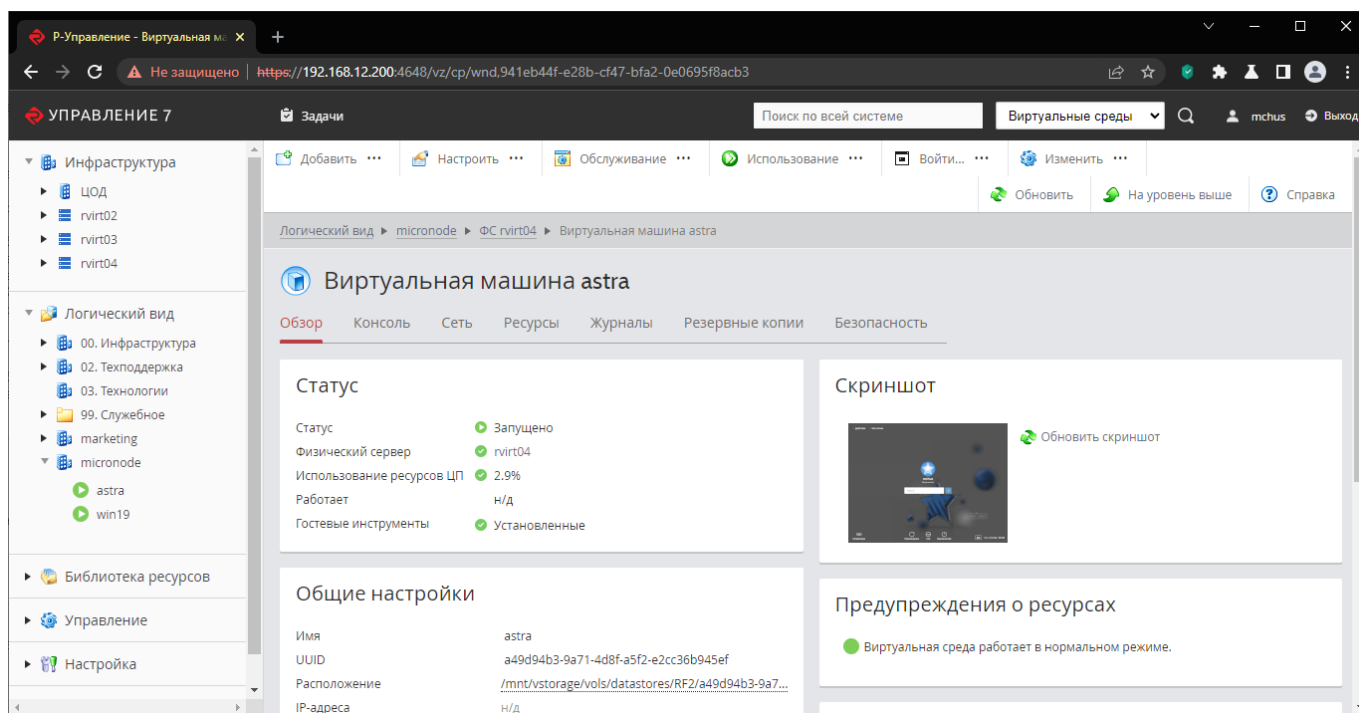 Р-Управление - Виртуальная ма
Не защищено https://192.168.12.200:4648/vz/cp/wnd,941eb44f-e28b-cf47-bfa2-0e0695f8acb3
УПРАВЛЕНИЕ 7
Задачи
Поиск по всей системе
Виртуальные среды
mchus
Выход
Инфраструктура
ЦОД
rvirt02
rvirt03
rvirt04
Логический вид
00. Инфраструктура
02. Техподдержка
03. Технологии
99. Служебное
marketing
micronode
astra
win19
Библиотека ресурсов
Управление
Настройка
Добавить ••• Настроить ••• Обслуживание ••• Использование ••• Войти... ••• Изменить •••
Обновить На уровень выше Справка
Логический вид micronode ФС rvirt04 Виртуальная машина astra
Виртуальная машина astra
Обзор Консоль Сеть Ресурсы Журналы Резервные копии Безопасность
Статус
Статус Запущено
Физический сервер rvirt04
Использование ресурсов ЦП 2.9%
Работает н/д
Гостевые инструменты Установленные
Общие настройки
Имя astra
UUID a49d94b3-9a71-4d8f-a5f2-e2cc36b945ef
Расположение /mnt/vstorage/vols/datastores/RF2/a49d94b3-9a7...
IP-адреса н/д
Скриншот
Обновить скриншот
Предупреждения о ресурсах
Виртуальная среда работает в нормальном режиме.